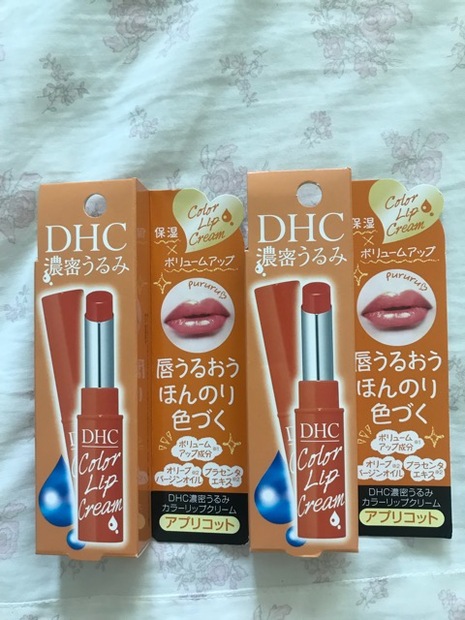 DHC
濃密うるみ
DHC
Color
Lip
Cream
Color
Lip
Cream
保湿
×
ボリュームアップ
pururu
唇うるおう
ほんのり
色づく
ボリューム
アップ成分
オリーブ
バージンオイル
プラセンタ
エキス
DHC濃密うるみ
カラーリップクリーム
アプリコット
DHC
濃密うるみ
DHC
Color
Lip
Cream
Color
Lip
Cream
保湿
×
ボリュームアップ
pururu
唇うるおう
ほんのり
色づく
ボリューム
アップ成分
オリーブ
バージンオイル
プラセンタ
エキス
DHC濃密うるみ
カラーリップクリーム
アプリコット